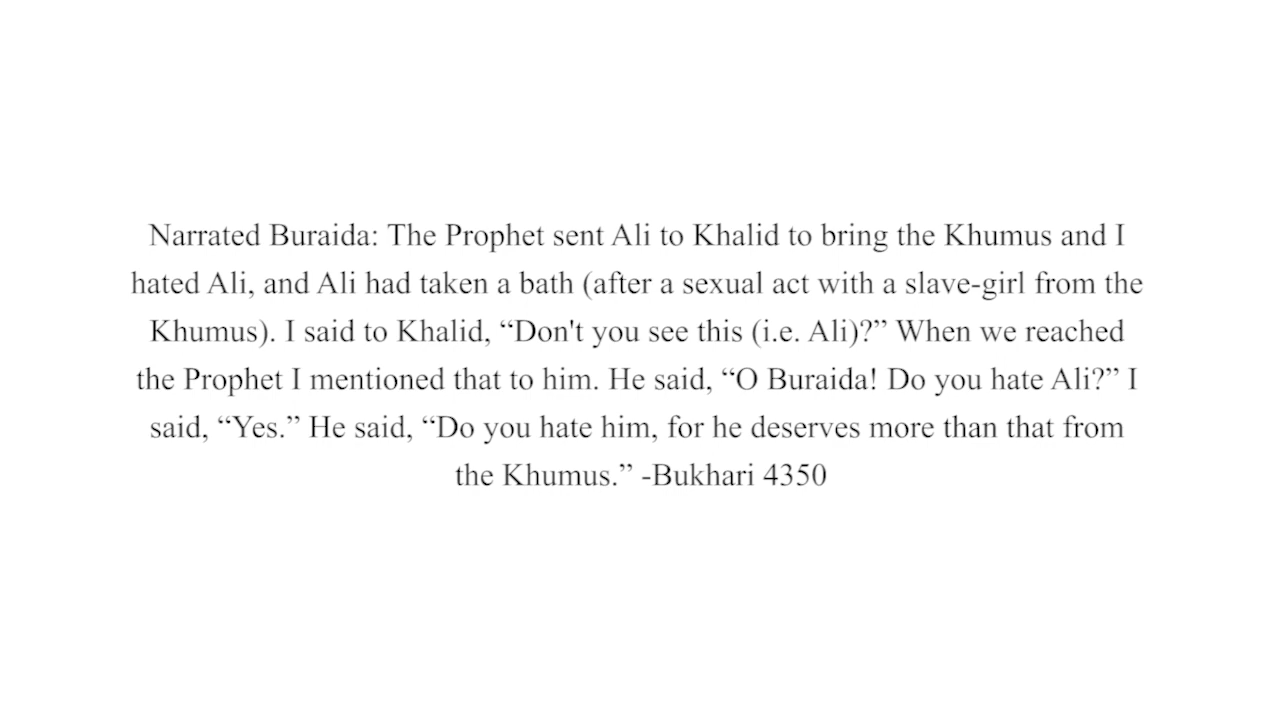 Narrated Buraida: The Prophet sent Ali to Khalid to bring the Khumus and I
hated Ali, and Ali had taken a bath (after a sexual act with a slave-girl from the
Khumus). I said to Khalid, “Don't you see this (i.e. Ali)?” When we reached
the Prophet I mentioned that to him. He said, “O Buraida! Do you hate Ali?” I
said, “Yes.” He said, “Do you hate him, for he deserves more than that from
the Khumus.” -Bukhari 4350